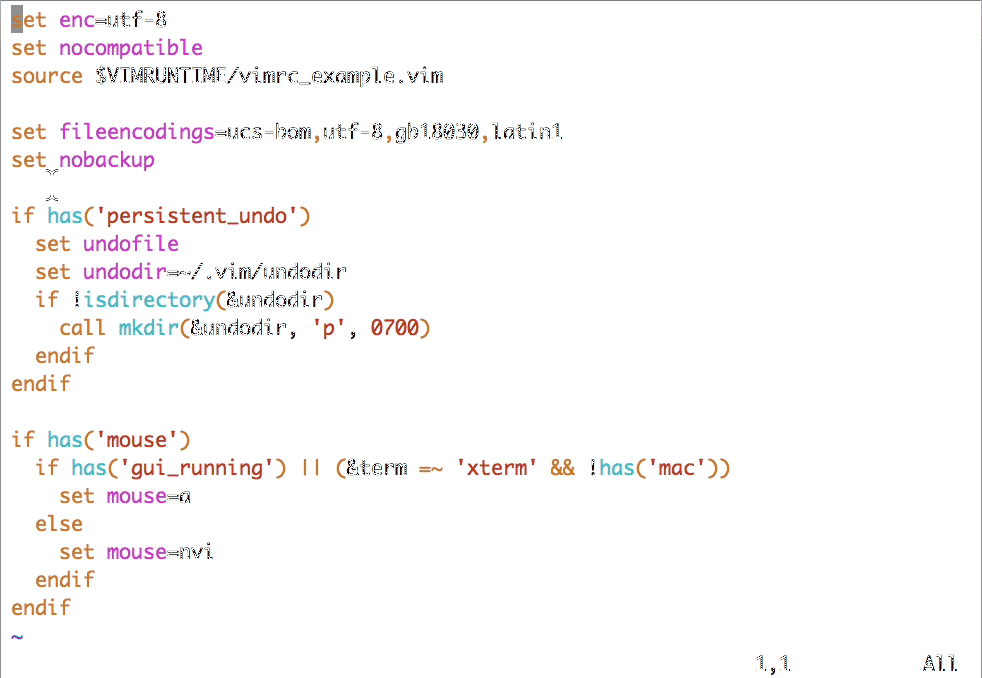 set enc=utf-8
set nocompatible
source $VIMRUNTIME/vimrc_example.vim

set fileencodings=ucs-bom,utf-8,gb18030,latin1
set nobackup

if has('persistent_undo')
  set undofile
  set undodir=~/.vim/undodir
  if !isdirectory(&undodir)
    call mkdir(&undodir, 'p', 0700)
  endif
endif

if has('mouse')
  if has('gui_running') || (&term =~ 'xterm' && !has('mac'))
    set mouse=a
  else
    set mouse=nvi
  endif
endif
~
1,1 All